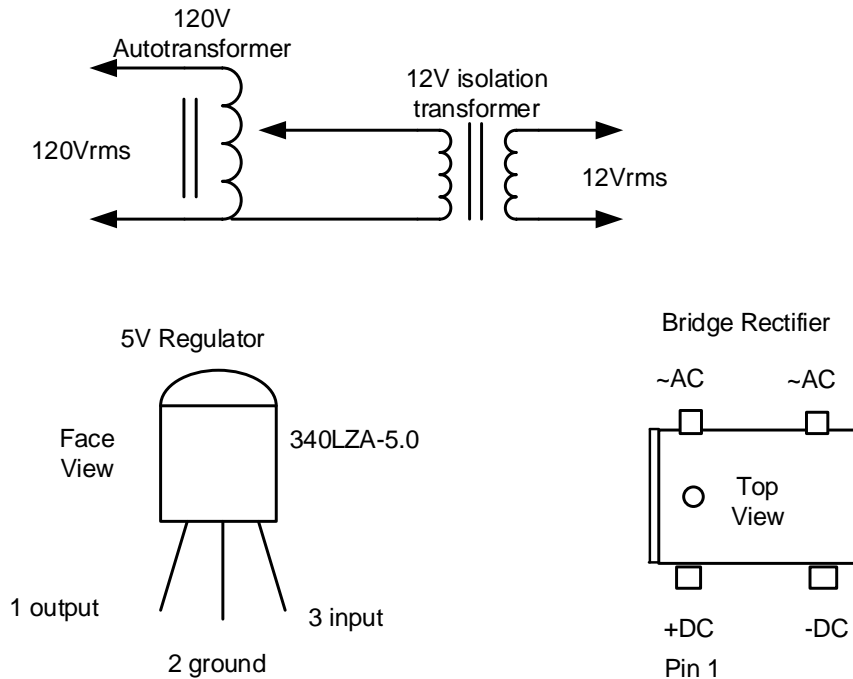 120V
Autotransformer
12V isolation
transformer
120Vrms
12Vrms
5V Regulator
Face
View
340LZA-5.0
1 output
2 ground
3 input
Bridge Rectifier
~AC
~AC
Top
View
+DC
-DC
Pin 1